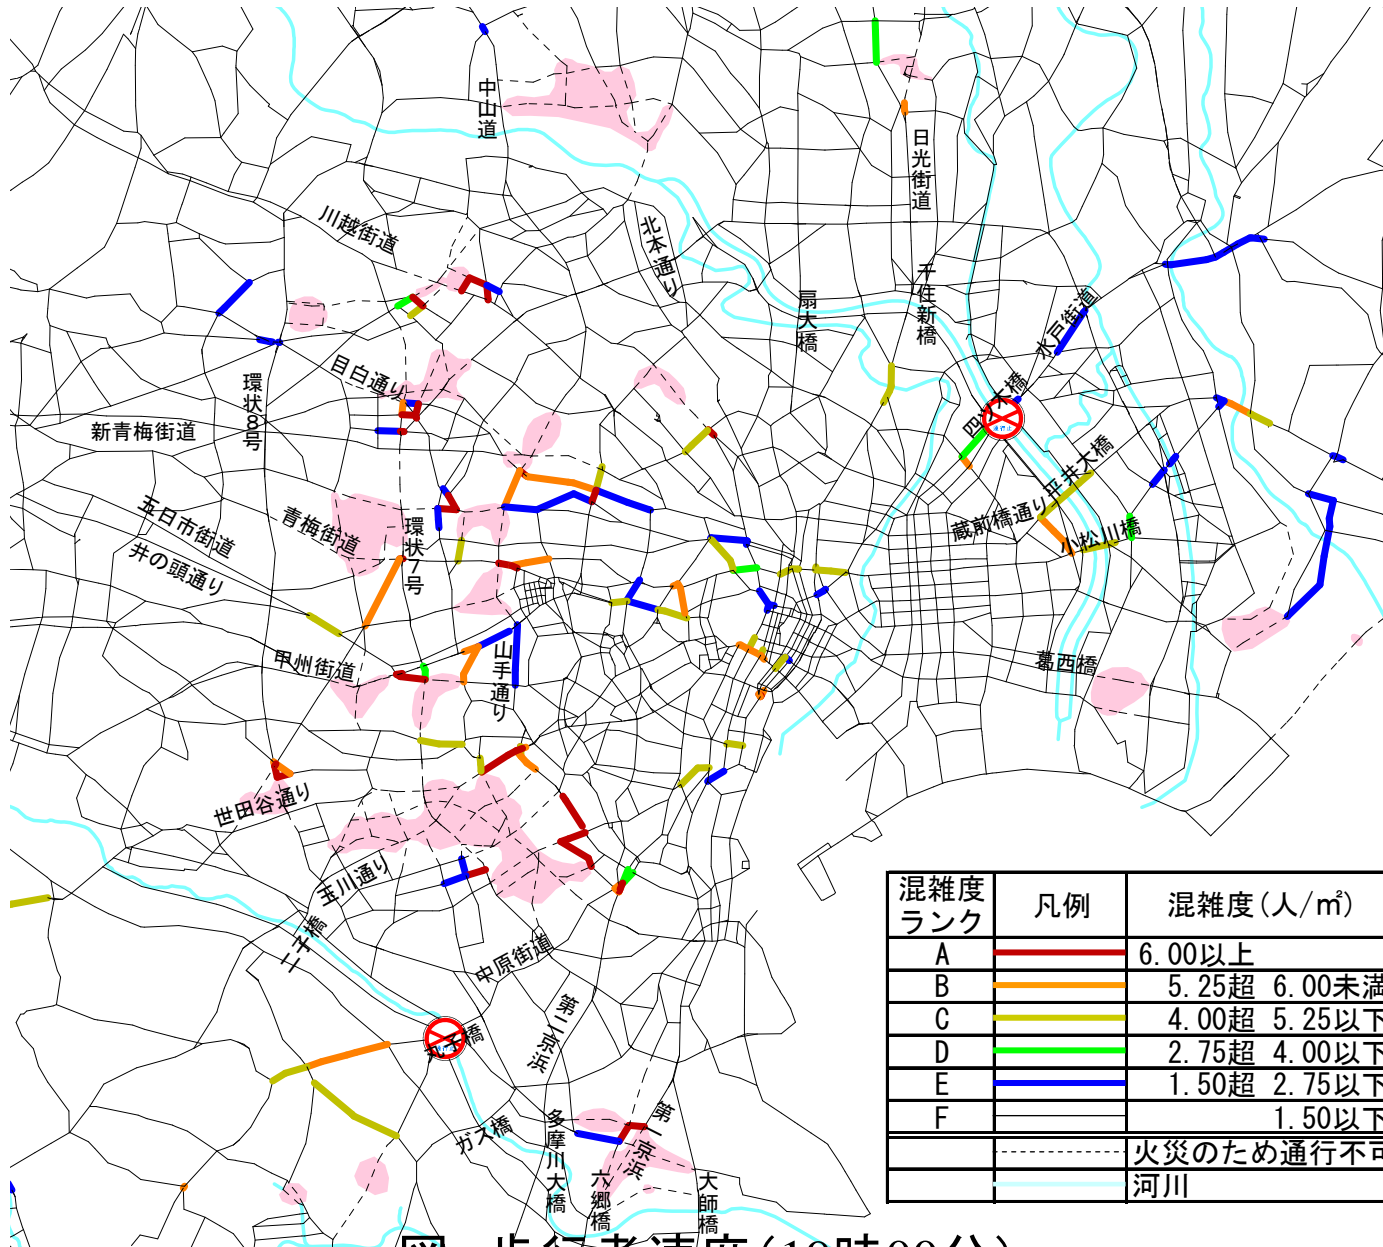 中山道
日光街道
川越街道
北本通り
千住新橋
扇大橋
水戸街道
目白通り
環状8号
四ツ木橋
新青梅街道
平井大橋
五日市街道
青梅街道
環状7号
蔵前橋通り
小松川橋
井の頭通り
甲州街道
山手通り
葛西橋
世田谷通り
玉川通り
二子橋
中原街道
第二京浜
丸子橋
ガス橋
多摩川大橋
第一京浜
六郷橋
大師橋
混雑度ランク 凡例 混雑度(人/㎡)
A 6.00以上
B 5.25超 6.00未満
C 4.00超 5.25以下
D 2.75超 4.00以下
E 1.50超 2.75以下
F 1.50以下
火災のため通行不可
河川